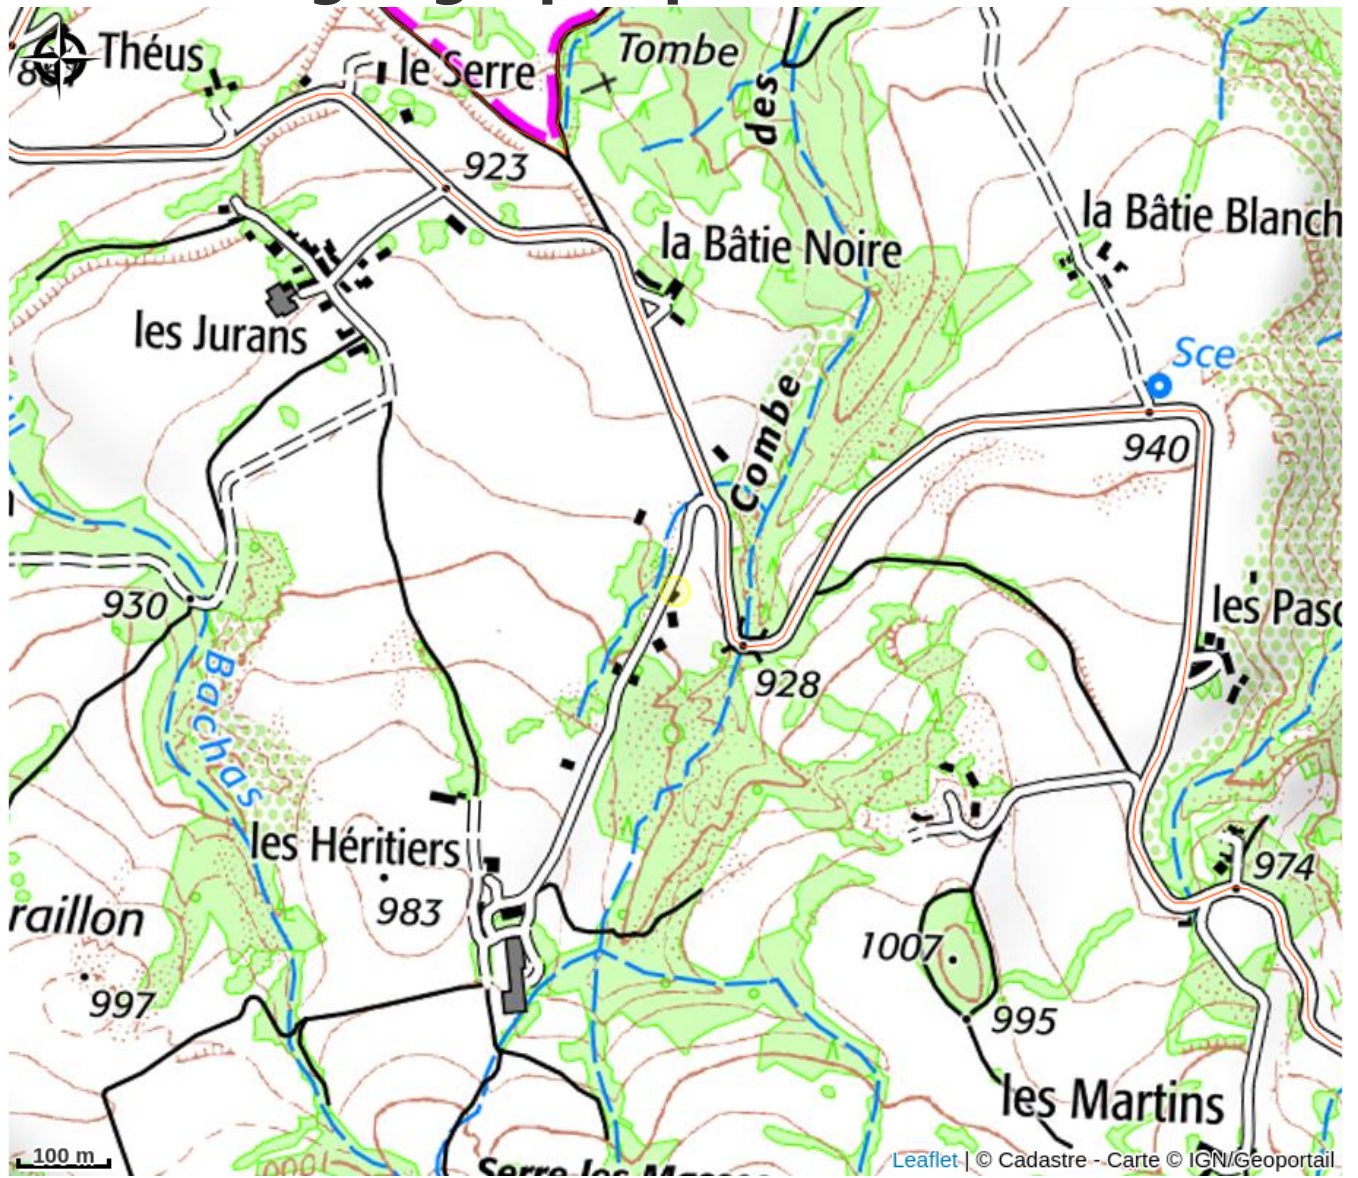 Théus
le Serre
Tombe
des
923
la Bâtie Blanch
la Bâtie Noire
les Jurans
Sce
Combe
940
930
les Pasc
928
Bachas
les Héritiers
974
983
raillon
1007
997
995
les Martins
1000
100 m
Leaflet | © Cadastre - Carte © IGN/Geoportail